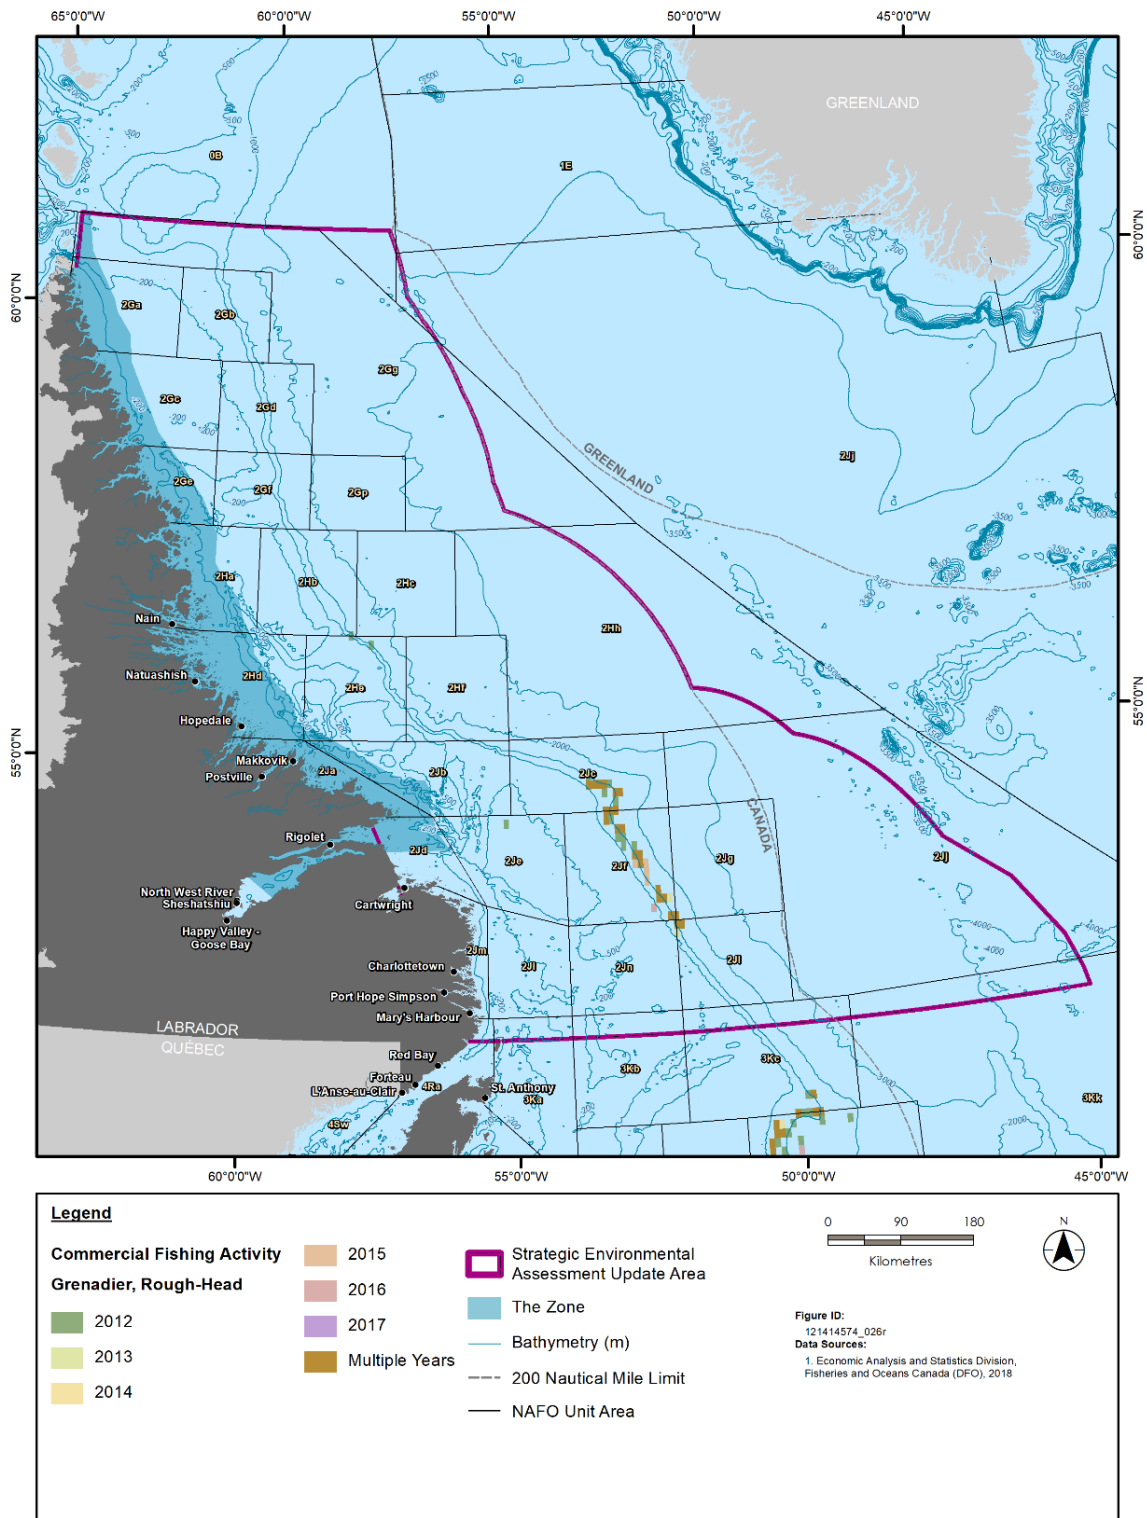 65°0'0"W 60°0'0"W 55°0'0"W 50°0'0"W 45°0'0"W
GREENLAND
0B
1E
60°0'0"N
60°0'0"N
2Ga
2Gb
2Gg
2Gc
2Gd
2Jj
GREENLAND
2Ge
2Gf
2Gp
2Ha
2Hb
2Hc
Nain
2Hh
Natuashish
2Hd
2He
2Hf
55°0'0"N
Hopedale
55°0'0"N
Makkovik
2Ja
2Jb
2Jc
Postville
CANADA
Rigolet
2Jd
2Je
2Jf
2Jg
2Jj
North West River
Sheshatshiu
Cartwright
Happy Valley -
Goose Bay
2Jm
Charlottetown
2Jl
2Jn
2Jl
Port Hope Simpson
Mary's Harbour
LABRADOR
QUÉBEC
Red Bay
3Kb
3Kc
Forteau
L'Anse-au-Clair
4Ra
St. Anthony
3Ka
3Kk
4Sw
60°0'0"W 55°0'0"W 50°0'0"W 45°0'0"W
Legend
Commercial Fishing Activity
Grenadier, Rough-Head
2012
2013
2014
2015
2016
2017
Multiple Years
Strategic Environmental
Assessment Update Area
The Zone
Bathymetry (m)
200 Nautical Mile Limit
NAFO Unit Area
0 90 180
Kilometres
N
Figure ID:
121414574_026r
Data Sources:
1. Economic Analysis and Statistics Division,
Fisheries and Oceans Canada (DFO), 2018